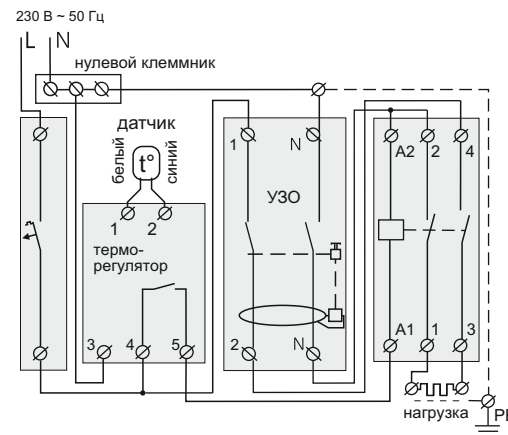 230 В ~ 50 Гц
L N
нулевой клеммник
датчик
белый
t°
синий
1 N
A2 2 4
УЗО
1 2
термо-
регулятор
3 4 5
2 N
A1 1 3
нагрузка
PE